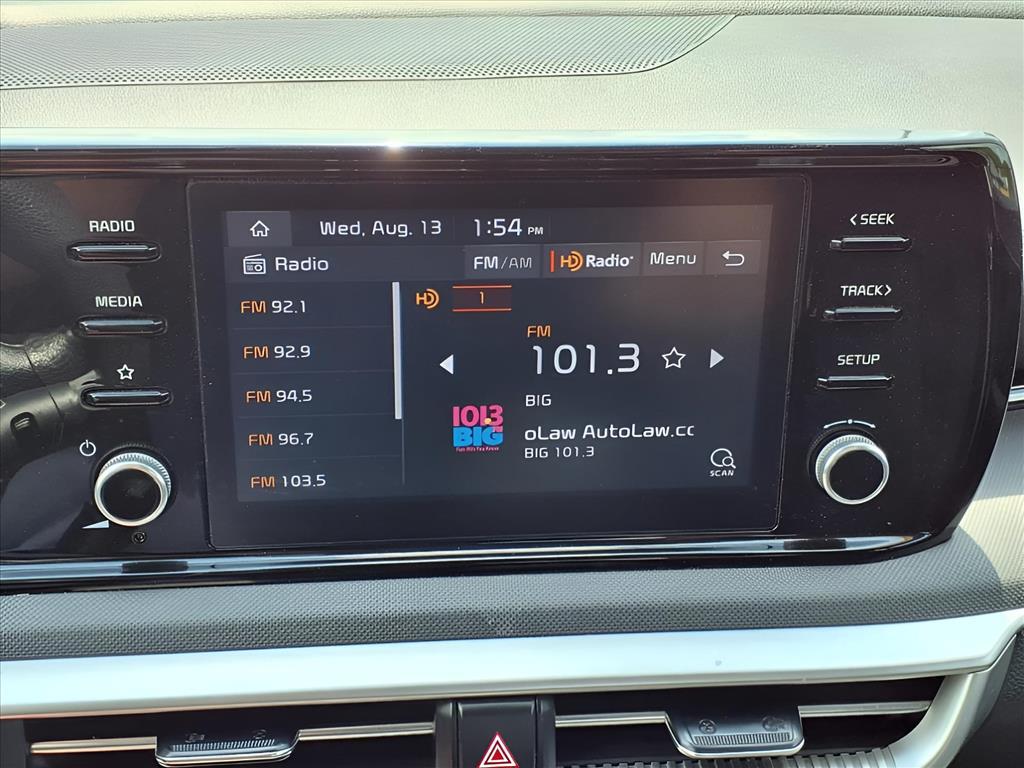 RADIO
MEDIA
< SEEK
TRACK >
SETUP
Wed, Aug. 13 1:54 PM
Radio FM/AM HD Radio Menu
FM 92.1
FM 92.9
FM 94.5
FM 96.7
FM 103.5
HD 1
FM
101.3
BIG
oLaw AutoLaw.cc
BIG 101.3
101.3
BIG
SCAN